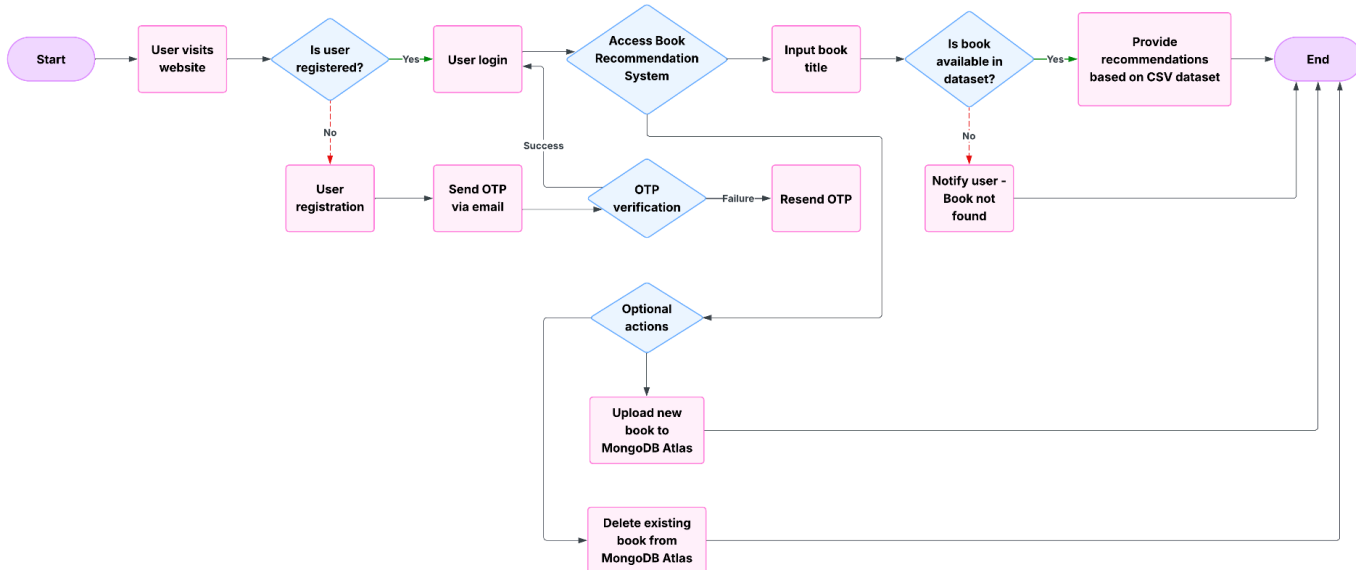 Start
User visits
website
Is user
registered?
Yes
User login
Access Book
Recommendation
System
Input book
title
Is book
available in
dataset?
Yes
Provide
recommendations
based on CSV dataset
End
No
Success
No
User
registration
Send OTP
via email
OTP
verification
Failure
Resend OTP
Notify user -
Book not
found
Optional
actions
Upload new
book to
MongoDB Atlas
Delete existing
book from
MongoDB Atlas